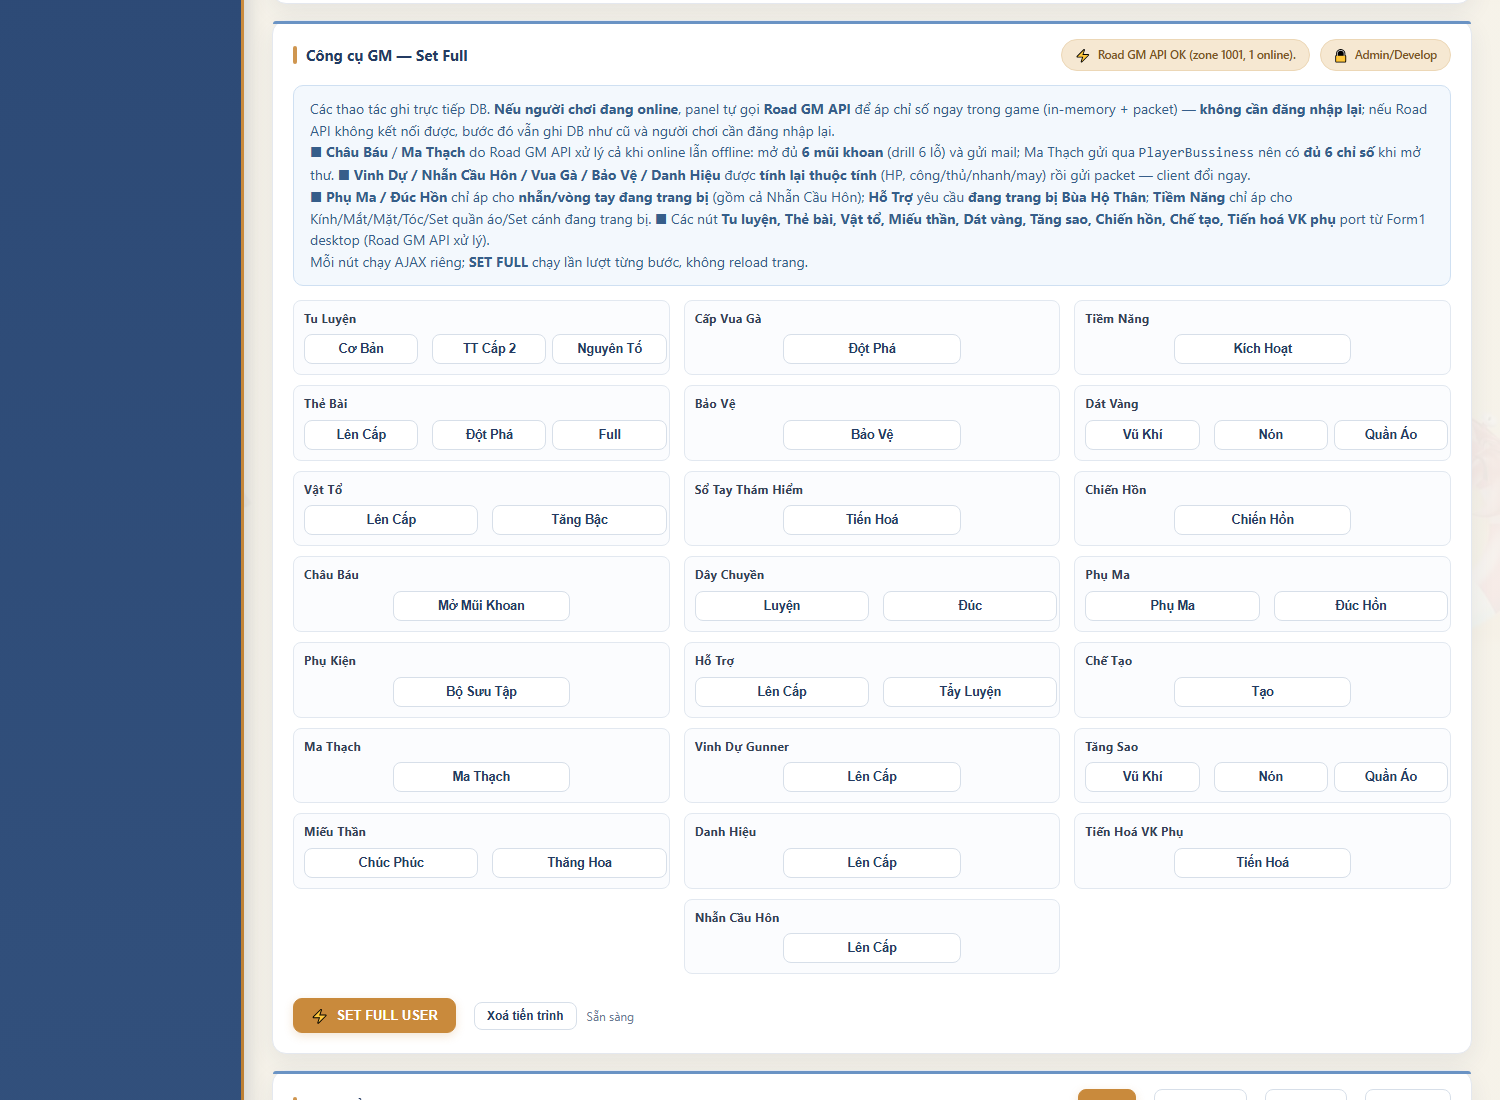 Công cụ GM — Set Full
Road GM API OK (zone 1001, 1 online).
Admin/Develop
Các thao tác ghi trực tiếp DB. Nếu người chơi đang online, panel tự gọi Road GM API để áp chỉ số ngay trong game (in-memory + packet) — không cần đăng nhập lại; nếu Road
API không kết nối được, bước đó vẫn ghi DB như cũ và người chơi cần đăng nhập lại.
■ Châu Báu / Ma Thạch do Road GM API xử lý cả khi online lẫn offline: mở đủ 6 mũi khoan (drill 6 lỗ) và gửi mail; Ma Thạch gửi qua PlayerBussiness nên có đủ 6 chỉ số khi mở
thư. ■ Vinh Dự / Nhẫn Cầu Hôn / Vua Gà / Bảo Vệ / Danh Hiệu được tính lại thuộc tính (HP, công/thủ/nhanh/may) rồi gửi packet — client đổi ngay.
■ Phụ Ma / Đúc Hồn chỉ áp cho nhẫn/vòng tay đang trang bị (gồm cả Nhẫn Cầu Hôn); Hỗ Trợ yêu cầu đang trang bị Bùa Hộ Thân; Tiềm Năng chỉ áp cho
Kính/Mắt/Mặt/Tóc/Set quần áo/Set cánh đang trang bị. ■ Các nút Tu luyện, Thẻ bài, Vật tổ, Miếu thần, Dát vàng, Tăng sao, Chiến hồn, Chế tạo, Tiến hoá VK phụ port từ Form1
desktop (Road GM API xử lý).
Mỗi nút chạy AJAX riêng; SET FULL chạy lần lượt từng bước, không reload trang.
Tu Luyện
Cơ Bản
TT Cấp 2
Nguyên Tố
Cấp Vua Gà
Đột Phá
Tiềm Năng
Kích Hoạt
Thẻ Bài
Lên Cấp
Đột Phá
Full
Bảo Vệ
Bảo Vệ
Dát Vàng
Vũ Khí
Nón
Quần Áo
Vật Tổ
Lên Cấp
Tăng Bậc
Sổ Tay Thám Hiểm
Tiến Hoá
Chiến Hồn
Chiến Hồn
Châu Báu
Mở Mũi Khoan
Dây Chuyền
Luyện
Đúc
Phụ Ma
Phụ Ma
Đúc Hồn
Phụ Kiện
Bộ Sưu Tập
Hỗ Trợ
Lên Cấp
Tẩy Luyện
Chế Tạo
Tạo
Ma Thạch
Ma Thạch
Vinh Dự Gunner
Lên Cấp
Tăng Sao
Vũ Khí
Nón
Quần Áo
Miếu Thần
Chúc Phúc
Thăng Hoa
Danh Hiệu
Lên Cấp
Tiến Hoá VK Phụ
Tiến Hoá
Nhẫn Cầu Hôn
Lên Cấp
SET FULL USER
Xoá tiến trình
Sẵn sàng